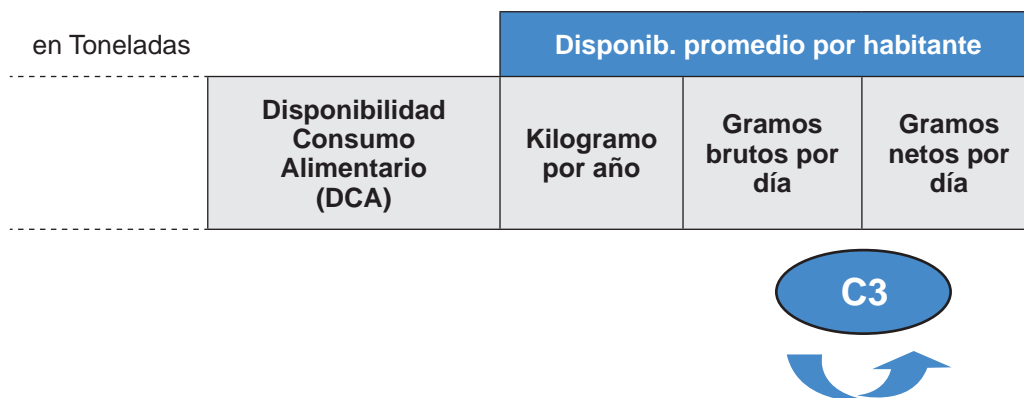 en Toneladas
Disponib. promedio por habitante
Disponibilidad
Consumo
Alimentario
(DCA)
Kilogramo
por año
Gramos
brutos por
día
Gramos
netos por
día
C3